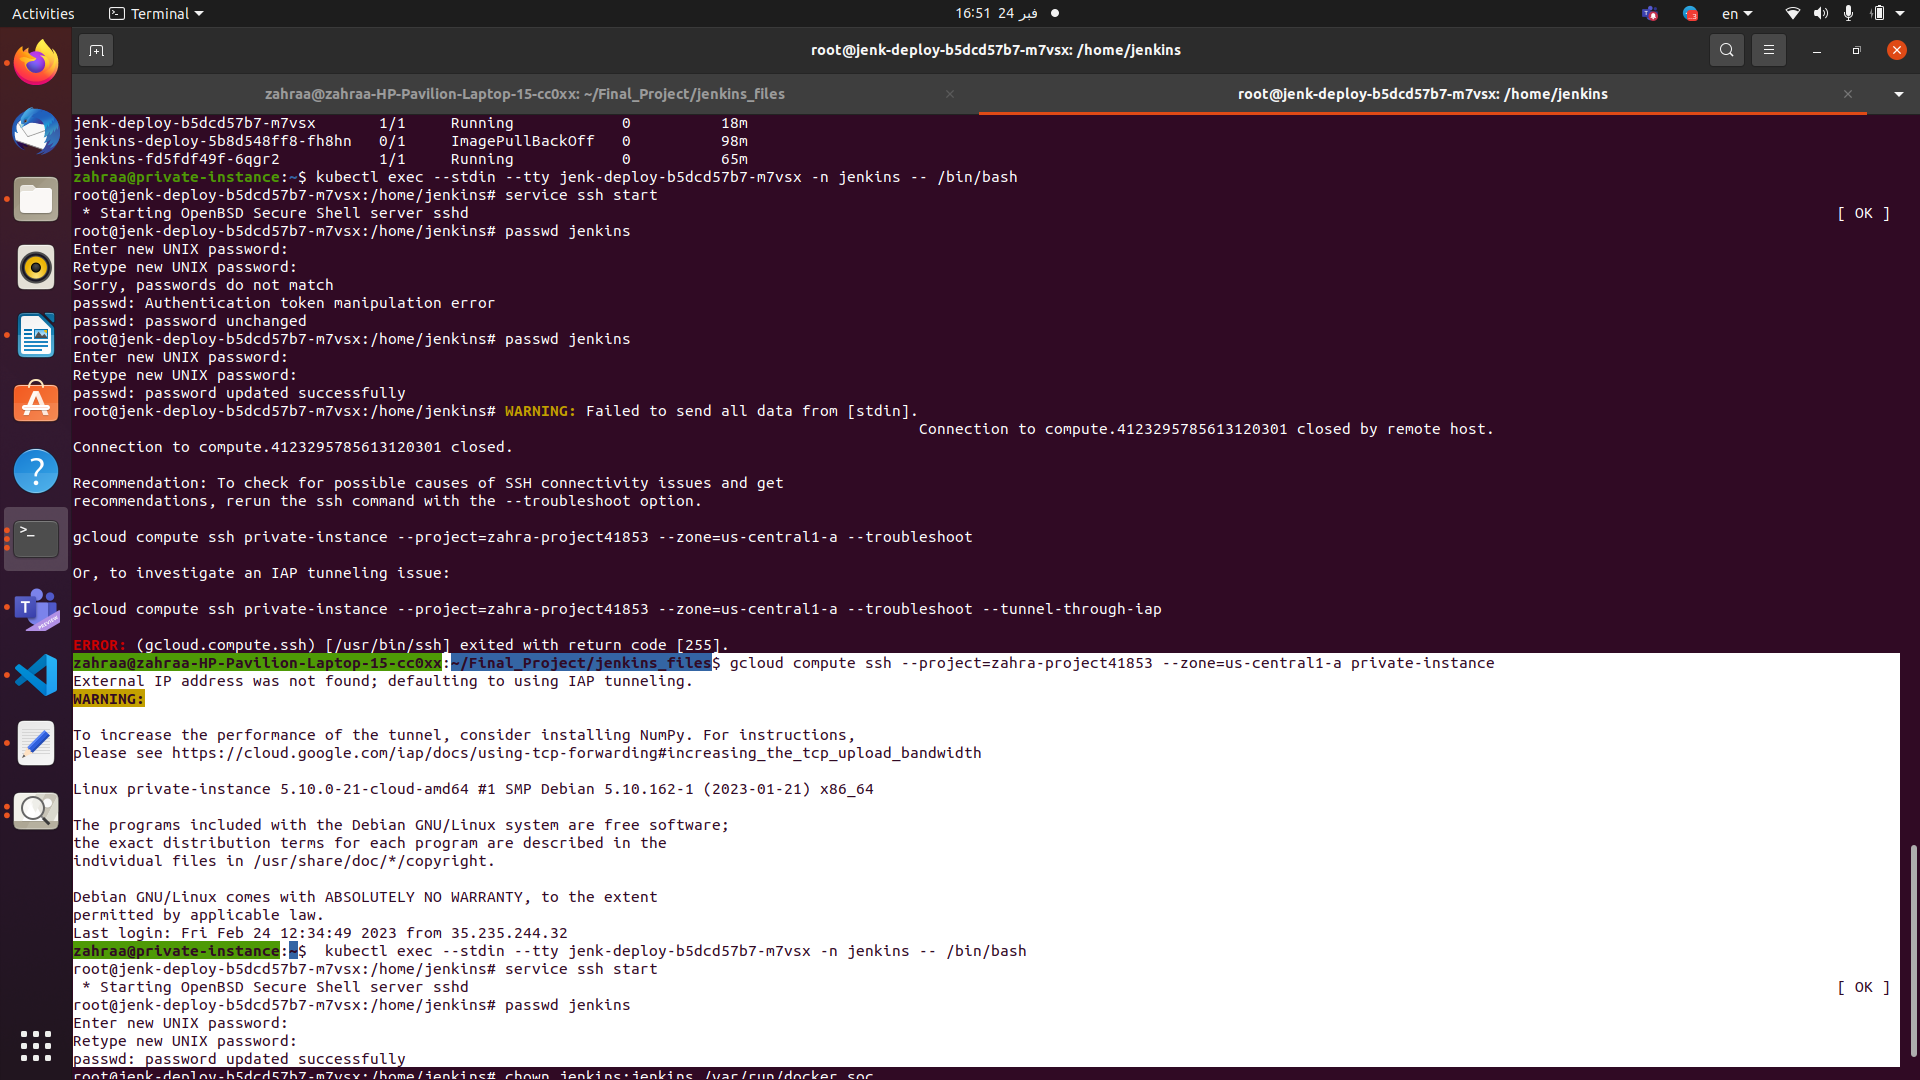 Activities
Terminal
16:51 24 فبر
en
root@jenk-deploy-b5dcd57b7-m7vsx: /home/jenkins
zahraa@zahraa-HP-Pavilion-Laptop-15-cc0xx: ~/Final_Project/jenkins_files
root@jenk-deploy-b5dcd57b7-m7vsx: /home/jenkins
jenk-deploy-b5dcd57b7-m7vsx 1/1 Running 0 18m
jenkins-deploy-5b8d548ff8-fh8hn 0/1 ImagePullBackOff 0 98m
jenkins-fd5fdf49f-6qgr2 1/1 Running 0 65m
zahraa@private-instance:~$ kubectl exec --stdin --tty jenk-deploy-b5dcd57b7-m7vsx -n jenkins -- /bin/bash
root@jenk-deploy-b5dcd57b7-m7vsx:/home/jenkins# service ssh start
 * Starting OpenBSD Secure Shell server sshd [ OK ]
root@jenk-deploy-b5dcd57b7-m7vsx:/home/jenkins# passwd jenkins
Enter new UNIX password:
Retype new UNIX password:
Sorry, passwords do not match
passwd: Authentication token manipulation error
passwd: password unchanged
root@jenk-deploy-b5dcd57b7-m7vsx:/home/jenkins# passwd jenkins
Enter new UNIX password:
Retype new UNIX password:
passwd: password updated successfully
root@jenk-deploy-b5dcd57b7-m7vsx:/home/jenkins# WARNING: Failed to send all data from [stdin].
Connection to compute.4123295785613120301 closed by remote host.
Connection to compute.4123295785613120301 closed.
Recommendation: To check for possible causes of SSH connectivity issues and get
recommendations, rerun the ssh command with the --troubleshoot option.
gcloud compute ssh private-instance --project=zahra-project41853 --zone=us-central1-a --troubleshoot
Or, to investigate an IAP tunneling issue:
gcloud compute ssh private-instance --project=zahra-project41853 --zone=us-central1-a --troubleshoot --tunnel-through-iap
ERROR: (gcloud.compute.ssh) [/usr/bin/ssh] exited with return code [255].
zahraa@zahraa-HP-Pavilion-Laptop-15-cc0xx:~/Final_Project/jenkins_files$ gcloud compute ssh --project=zahra-project41853 --zone=us-central1-a private-instance
External IP address was not found; defaulting to using IAP tunneling.
WARNING:
To increase the performance of the tunnel, consider installing NumPy. For instructions,
please see https://cloud.google.com/iap/docs/using-tcp-forwarding#increasing_the_tcp_upload_bandwidth
Linux private-instance 5.10.0-21-cloud-amd64 #1 SMP Debian 5.10.162-1 (2023-01-21) x86_64
The programs included with the Debian GNU/Linux system are free software;
the exact distribution terms for each program are described in the
individual files in /usr/share/doc/*/copyright.
Debian GNU/Linux comes with ABSOLUTELY NO WARRANTY, to the extent
permitted by applicable law.
Last login: Fri Feb 24 12:34:49 2023 from 35.235.244.32
zahraa@private-instance:~$  kubectl exec --stdin --tty jenk-deploy-b5dcd57b7-m7vsx -n jenkins -- /bin/bash
root@jenk-deploy-b5dcd57b7-m7vsx:/home/jenkins# service ssh start
 * Starting OpenBSD Secure Shell server sshd [ OK ]
root@jenk-deploy-b5dcd57b7-m7vsx:/home/jenkins# passwd jenkins
Enter new UNIX password:
Retype new UNIX password:
passwd: password updated successfully
root@jenk-deploy-b5dcd57b7-m7vsx:/home/jenkins# chown jenkins:jenkins /var/run/docker.soc